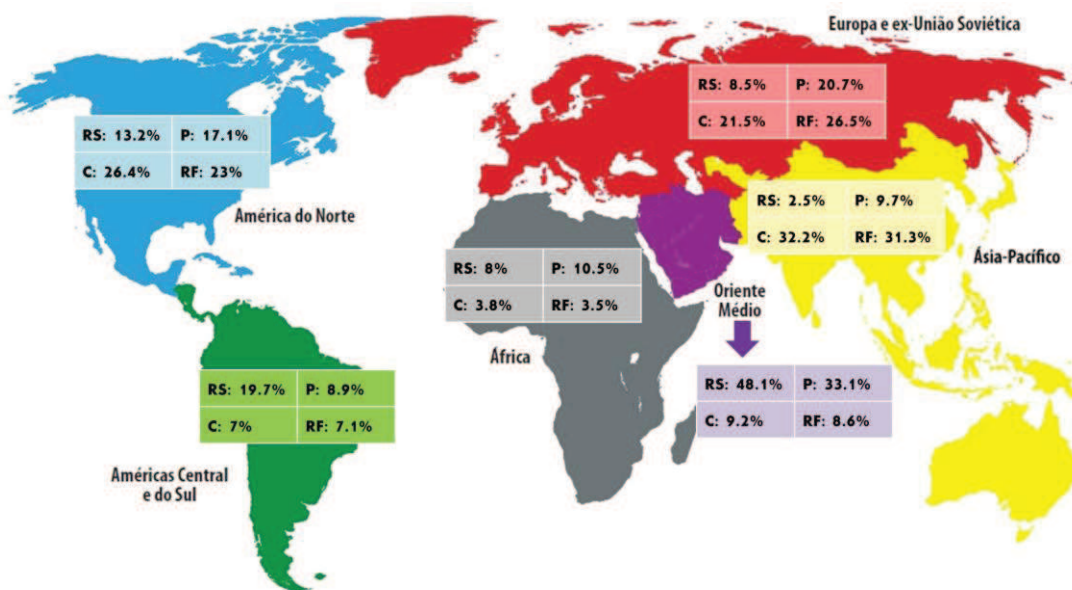 Europa e ex-União Soviética
RS: 8.5% P: 20.7%
C: 21.5% RF: 26.5%
RS: 13.2% P: 17.1%
C: 26.4% RF: 23%
América do Norte
RS: 2.5% P: 9.7%
C: 32.2% RF: 31.3%
Ásia-Pacífico
RS: 8% P: 10.5%
C: 3.8% RF: 3.5%
África
Oriente
Médio
RS: 48.1% P: 33.1%
C: 9.2% RF: 8.6%
RS: 19.7% P: 8.9%
C: 7% RF: 7.1%
Américas Central
e do Sul